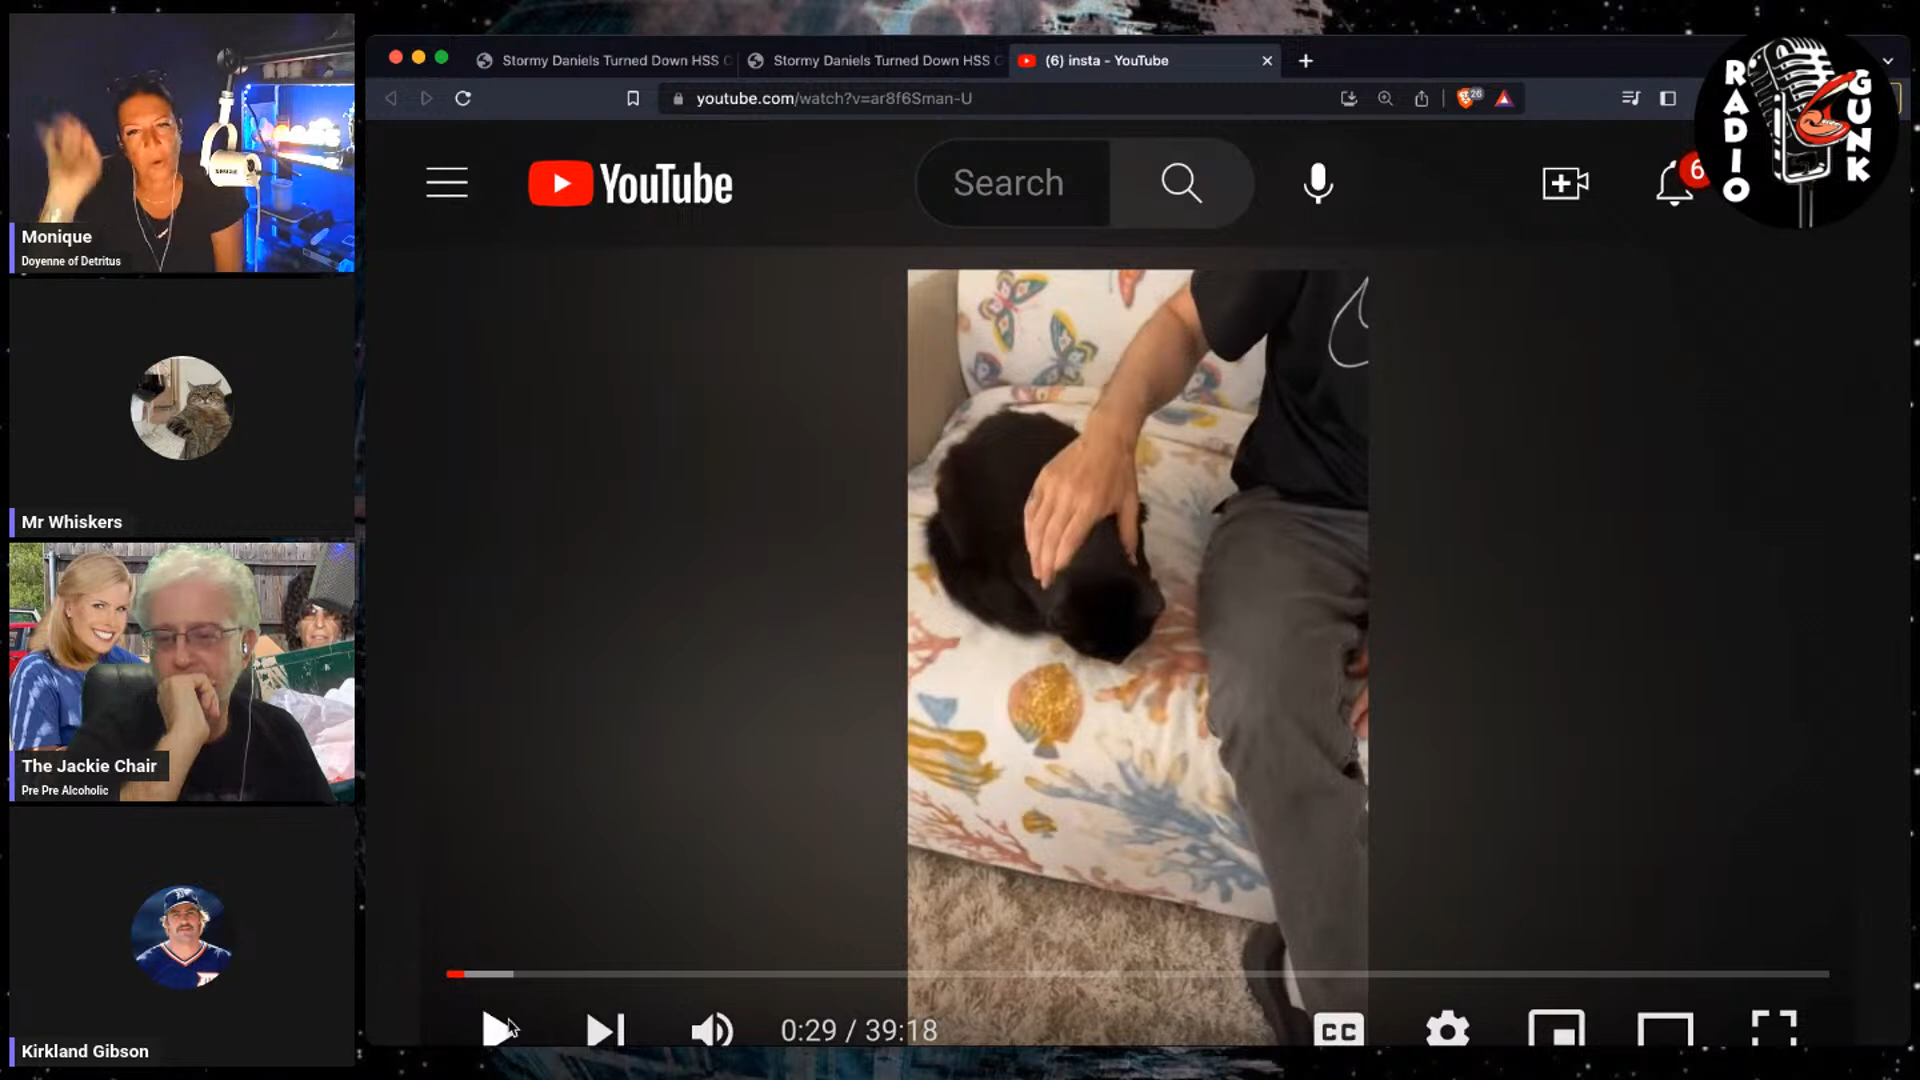 Stormy Daniels Turned Down HSS C
Stormy Daniels Turned Down HSS C
(6) insta - YouTube
youtube.com/watch?v=ar8f6Sman-U
26
RADIO
GUNK
YouTube
Search
6
SHURE
Monique
Doyenne of Detritus
Mr Whiskers
The Jackie Chair
Pre Pre Alcoholic
Kirkland Gibson
0:29 / 39:18
CC